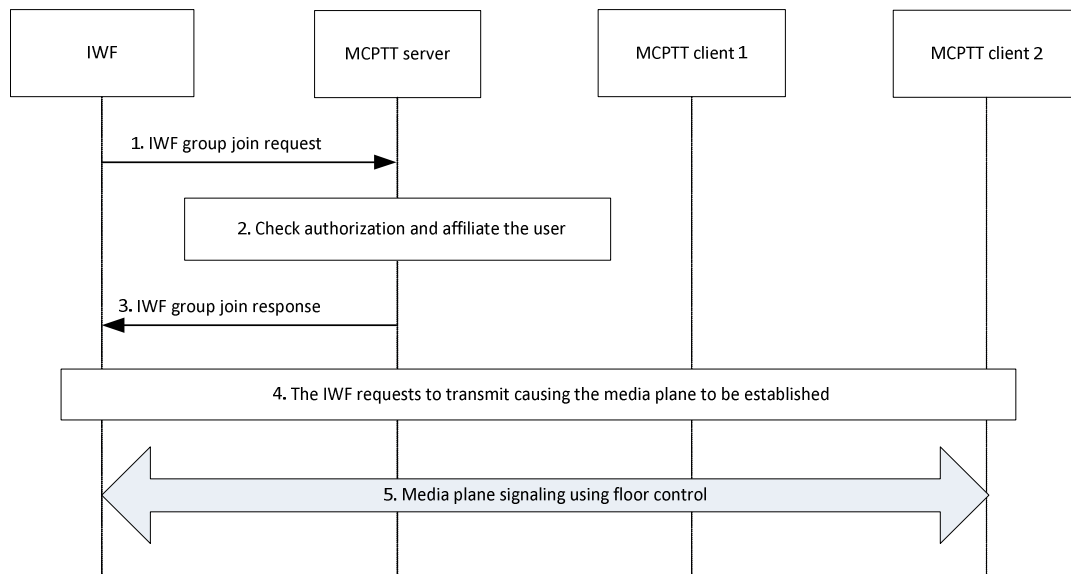 IWF
MCPTT server
MCPTT client 1
MCPTT client 2
1. IWF group join request
2. Check authorization and affiliate the user
3. IWF group join response
4. The IWF requests to transmit causing the media plane to be established
5. Media plane signaling using floor control